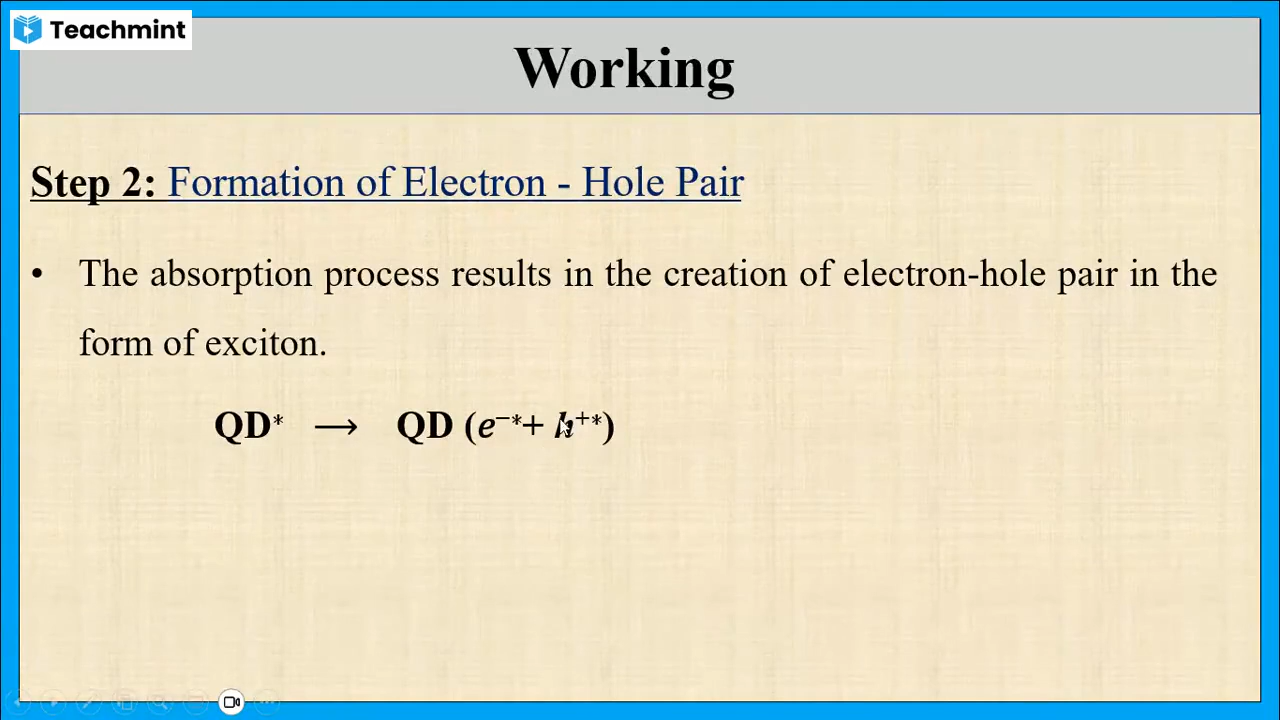 Teachmint
Working
Step 2: Formation of Electron - Hole Pair
• The absorption process results in the creation of electron-hole pair in the
form of exciton.
QD* ⟶ QD (e⁻*+ h⁺*)